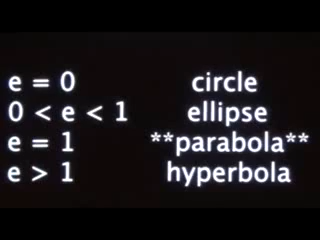 e = 0 circle
0 < e < 1 ellipse
e = 1 **parabola**
e > 1 hyperbola